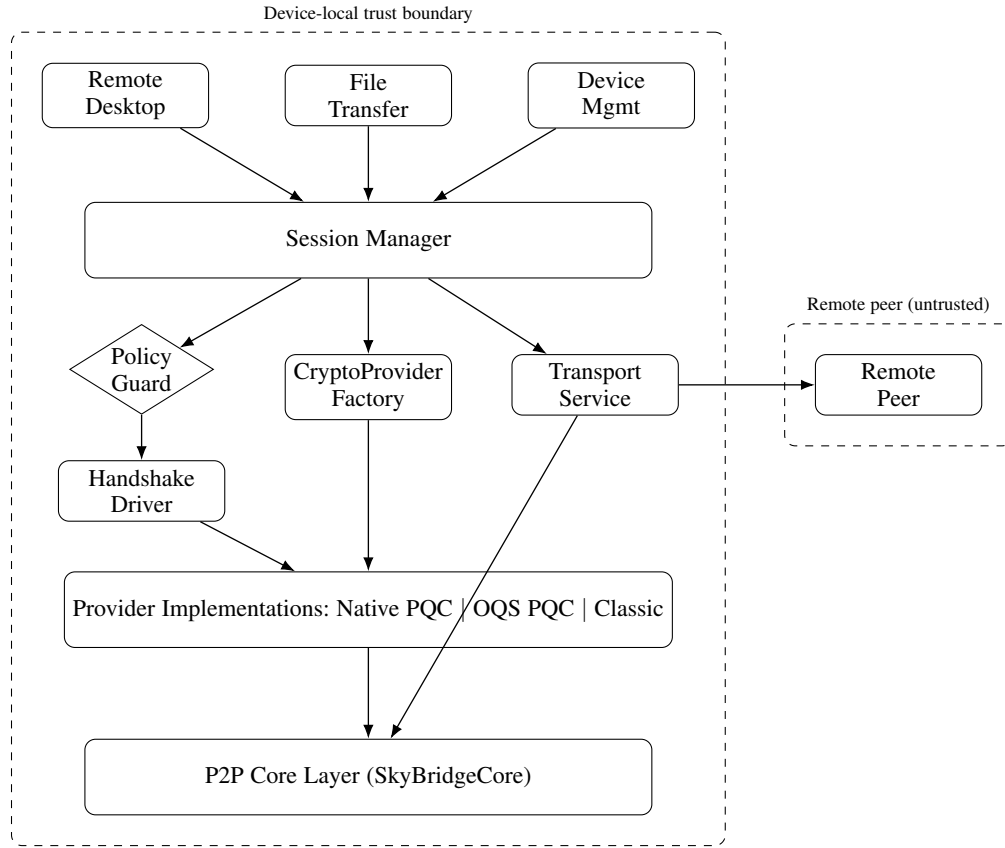 Device-local trust boundary
Remote
Desktop
File
Transfer
Device
Mgmt
Session Manager
Remote peer (untrusted)
Policy
Guard
CryptoProvider
Factory
Transport
Service
Remote
Peer
Handshake
Driver
Provider Implementations: Native PQC | OQS PQC | Classic
P2P Core Layer (SkyBridgeCore)